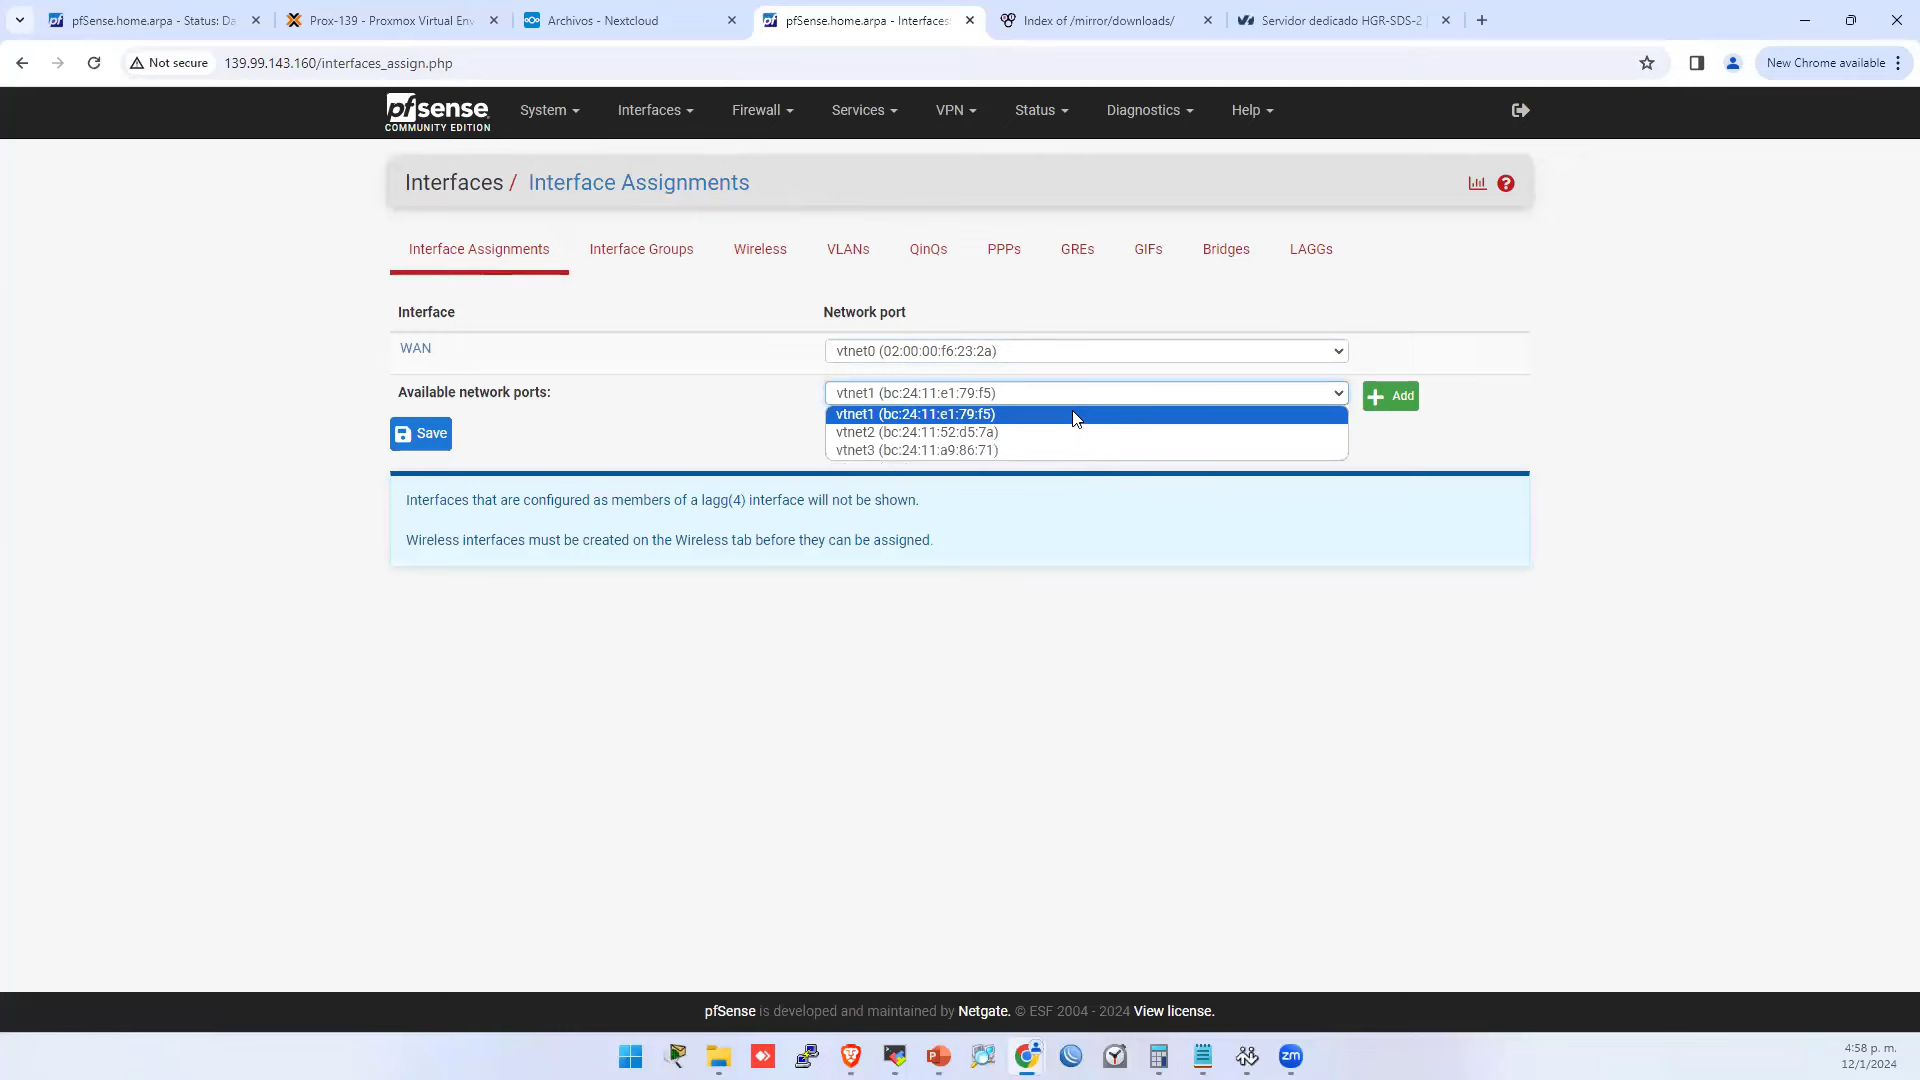 pfSense.home.arpa - Status: Da
Prox-139 - Proxmox Virtual Env
Archivos - Nextcloud
pfSense.home.arpa - Interfaces:
Index of /mirror/downloads/
Servidor dedicado HGR-SDS-2 |
Not secure
139.99.143.160/interfaces_assign.php
New Chrome available
pfsense
COMMUNITY EDITION
System
Interfaces
Firewall
Services
VPN
Status
Diagnostics
Help
Interfaces / Interface Assignments
Interface Assignments
Interface Groups
Wireless
VLANs
QinQs
PPPs
GREs
GIFs
Bridges
LAGGs
Interface
Network port
WAN
vtnet0 (02:00:00:f6:23:2a)
Available network ports:
vtnet1 (bc:24:11:e1:79:f5)
Add
vtnet1 (bc:24:11:e1:79:f5)
vtnet2 (bc:24:11:52:d5:7a)
vtnet3 (bc:24:11:a9:86:71)
Save
Interfaces that are configured as members of a lagg(4) interface will not be shown.
Wireless interfaces must be created on the Wireless tab before they can be assigned.
pfSense is developed and maintained by Netgate. © ESF 2004 - 2024 View license.
zm
4:58 p. m.
12/1/2024